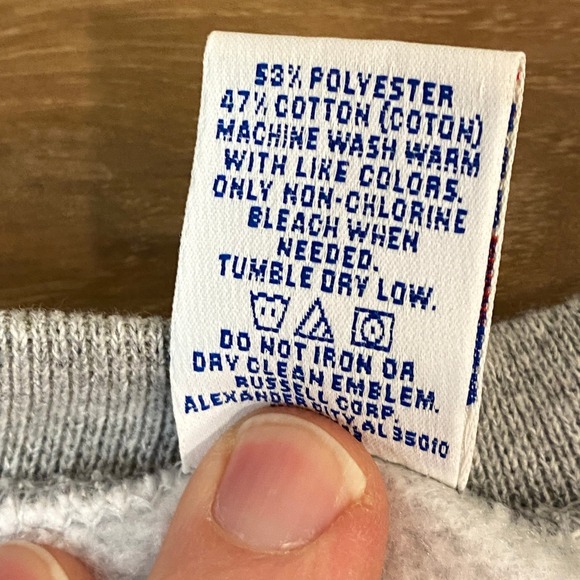 53% POLYESTER
47% COTTON (COTON)
MACHINE WASH WARM
WITH LIKE COLORS.
ONLY NON-CHLORINE
BLEACH WHEN
NEEDED.
TUMBLE DRY LOW.
DO NOT IRON OR
DRY CLEAN EMBLEM.
RUSSELL CORP.
ALEXANDER CITY, AL 35010